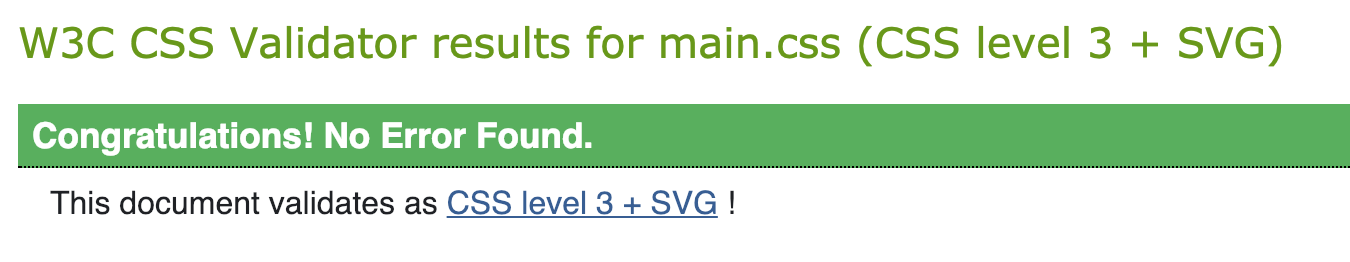 W3C CSS Validator results for main.css (CSS level 3 + SVG)
Congratulations! No Error Found.
This document validates as CSS level 3 + SVG !